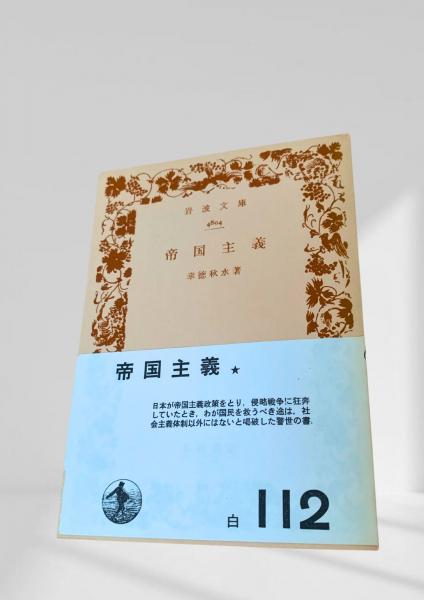 岩波文庫
4804
帝国主義
幸徳秋水著
帝国主義 ★
日本が帝国主義政策をとり，侵略戦争に狂奔
していたとき，わが国民を救うべき途は，社
会主義体制以外にはないと喝破した警世の書．
白 112